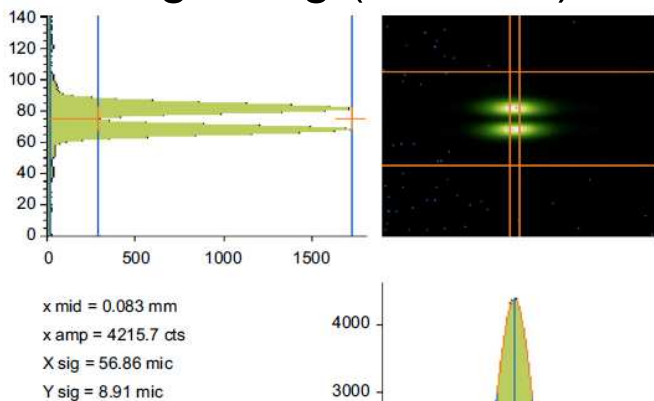 140
120
100
80
60
40
20
0
0 500 1000 1500
x mid = 0.083 mm
x amp = 4215.7 cts
X sig = 56.86 mic
Y sig = 8.91 mic
4000
3000